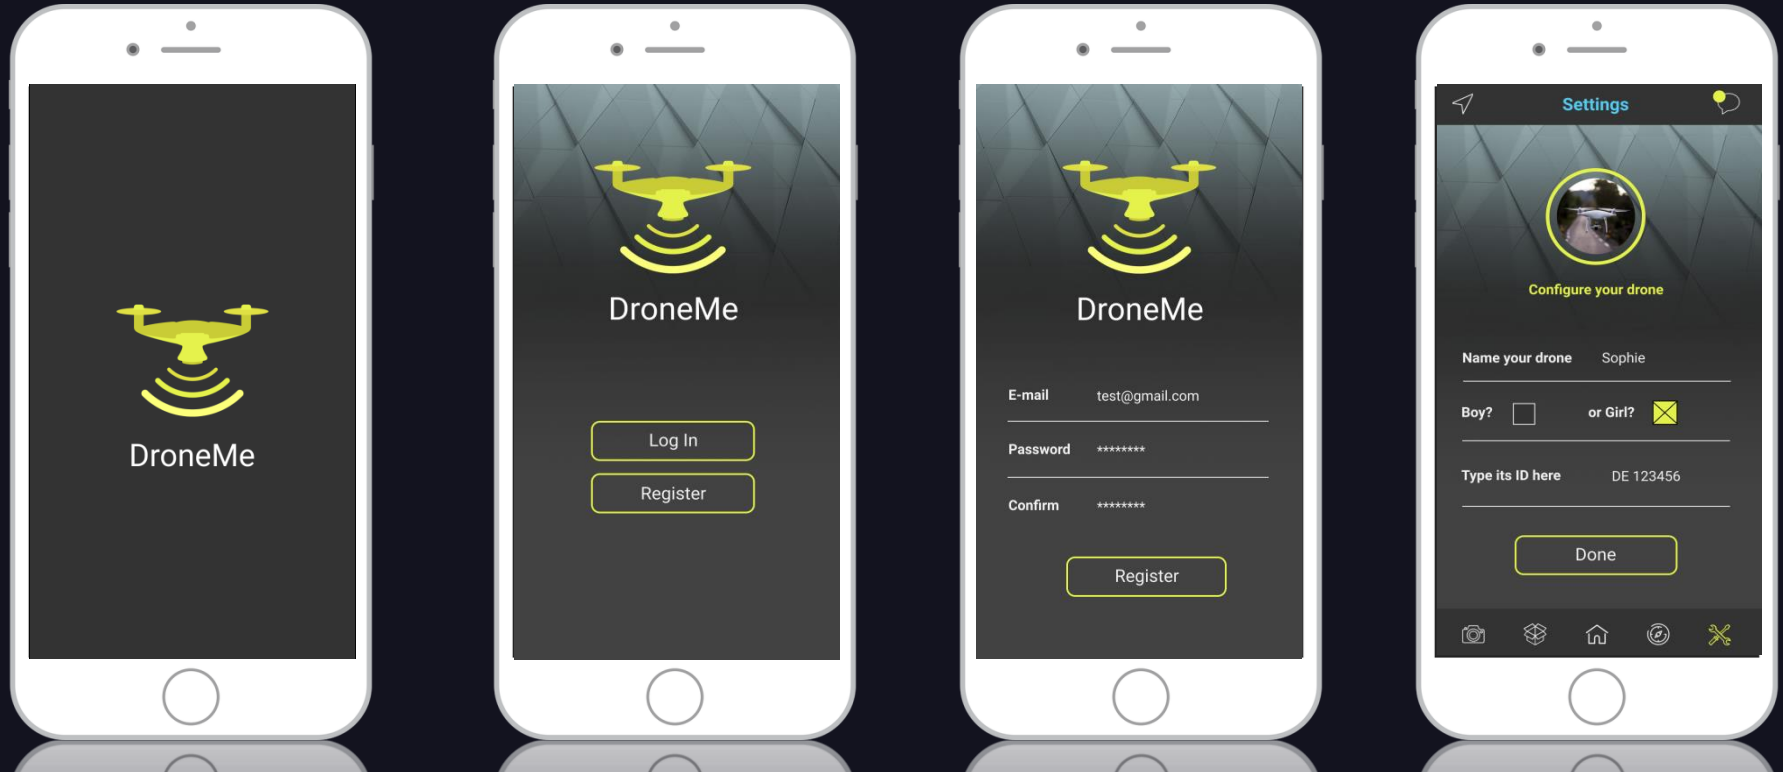 DroneMe
DroneMe
Log In
Register
DroneMe
E-mail test@gmail.com
Password ********
Confirm ********
Register
Settings
Configure your drone
Name your drone Sophie
Boy? or Girl?
Type its ID here DE 123456
Done